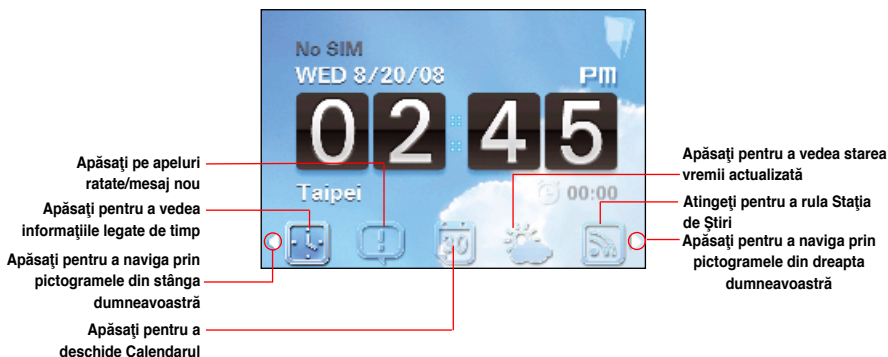 No SIM
WED 8/20/08
PM
02:45
Taipei
00:00
30
Apăsaţi pe apeluri
ratate/mesaj nou
Apăsaţi pentru a vedea
informaţiile legate de timp
Apăsaţi pentru a naviga prin
pictogramele din stânga
dumneavoastră
Apăsaţi pentru a
deschide Calendarul
Apăsaţi pentru a vedea starea
vremii actualizată
Atingeţi pentru a rula Staţia
de Ştiri
Apăsaţi pentru a naviga prin
pictogramele din dreapta
dumneavoastră